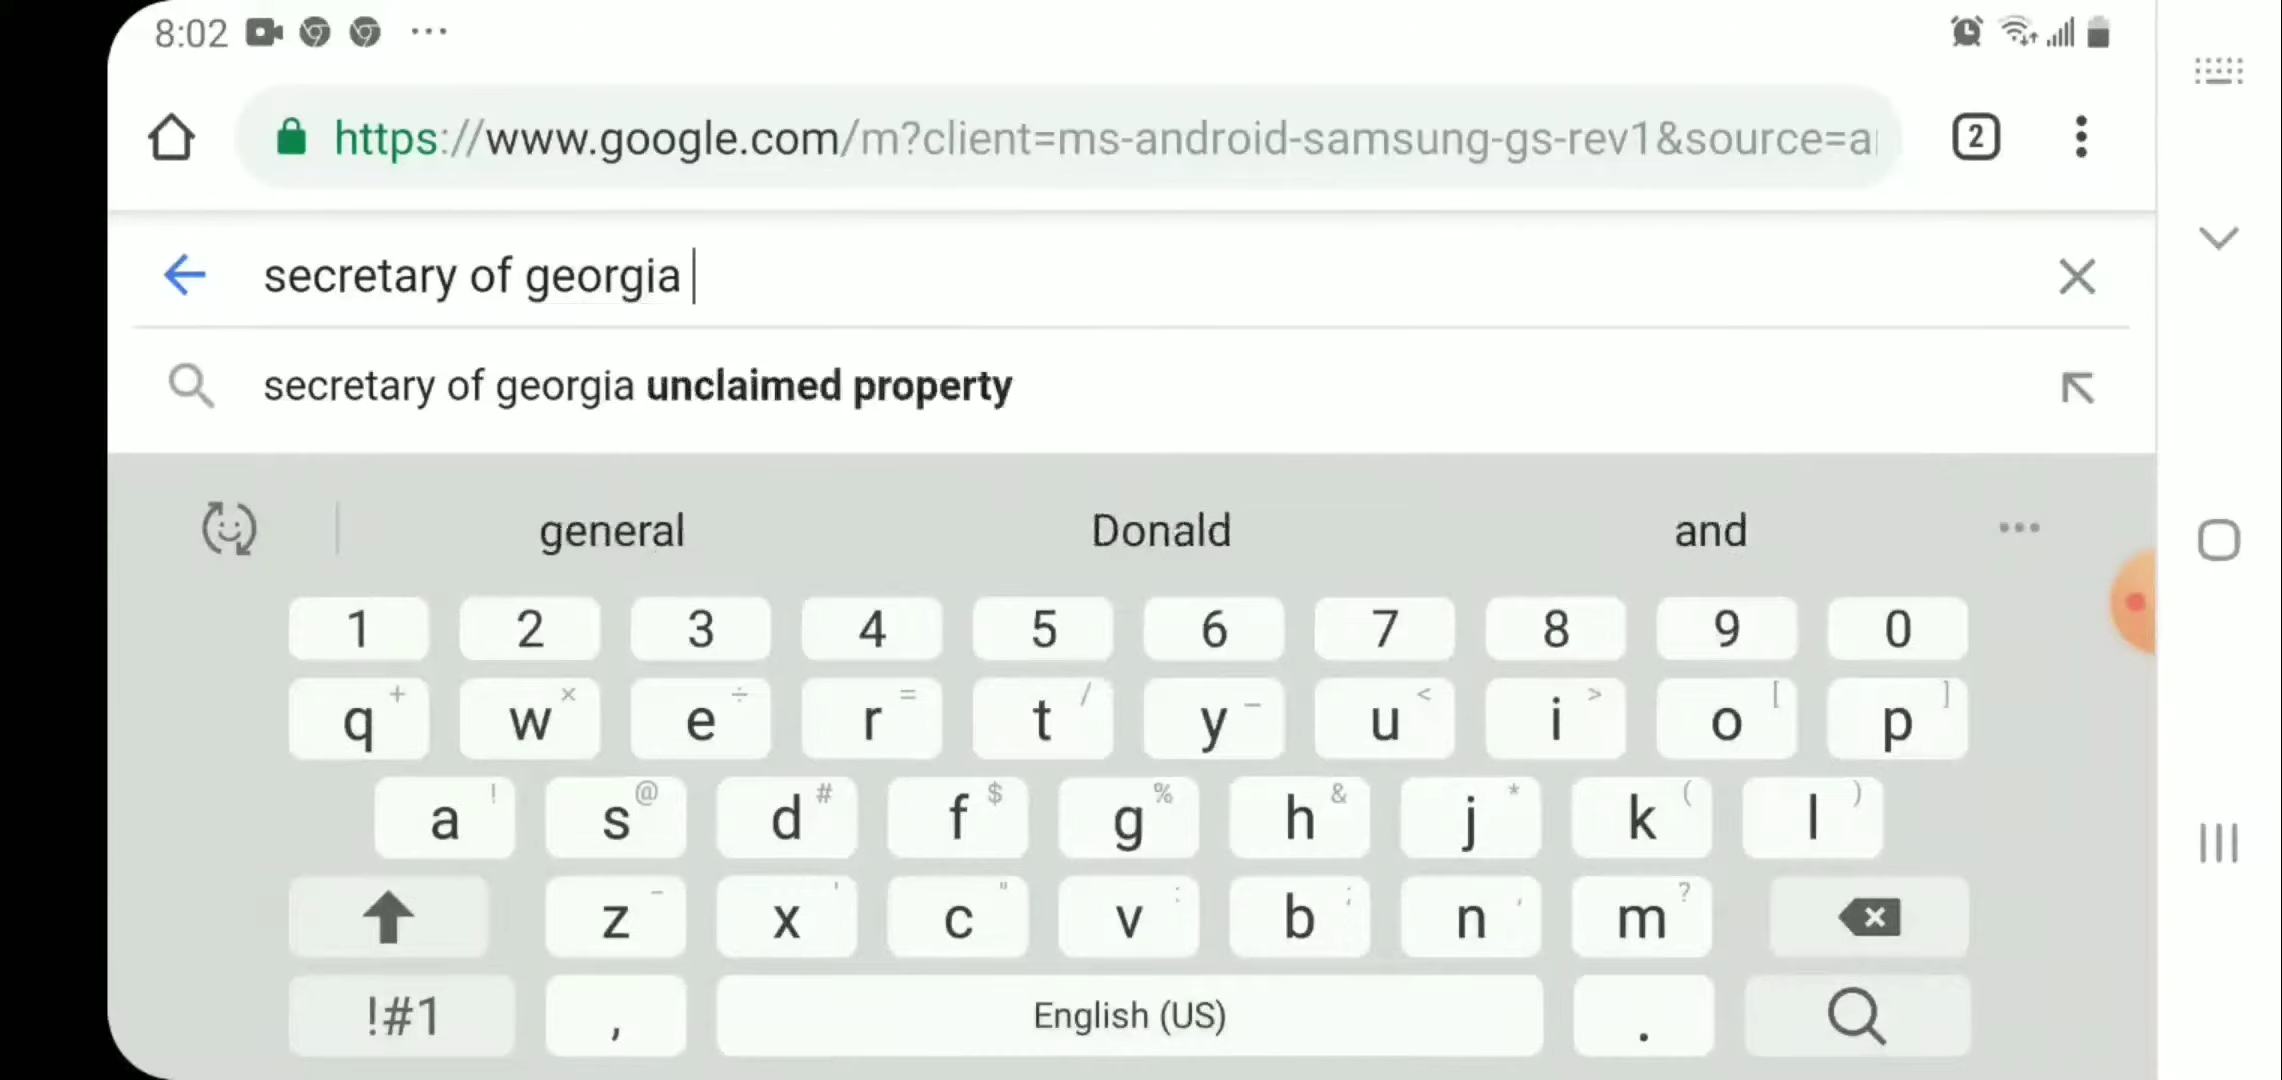 8:02
https://www.google.com/m?client=ms-android-samsung-gs-rev1&source=a
2
secretary of georgia
secretary of georgia unclaimed property
general Donald and
1 2 3 4 5 6 7 8 9 0
q + w × e ÷ r = t / y _ u < i > o [ p ]
a ! s @ d # f $ g % h & j * k ( l )
z - x ' c " v : b ; n , m ?
!#1 , English (US) .